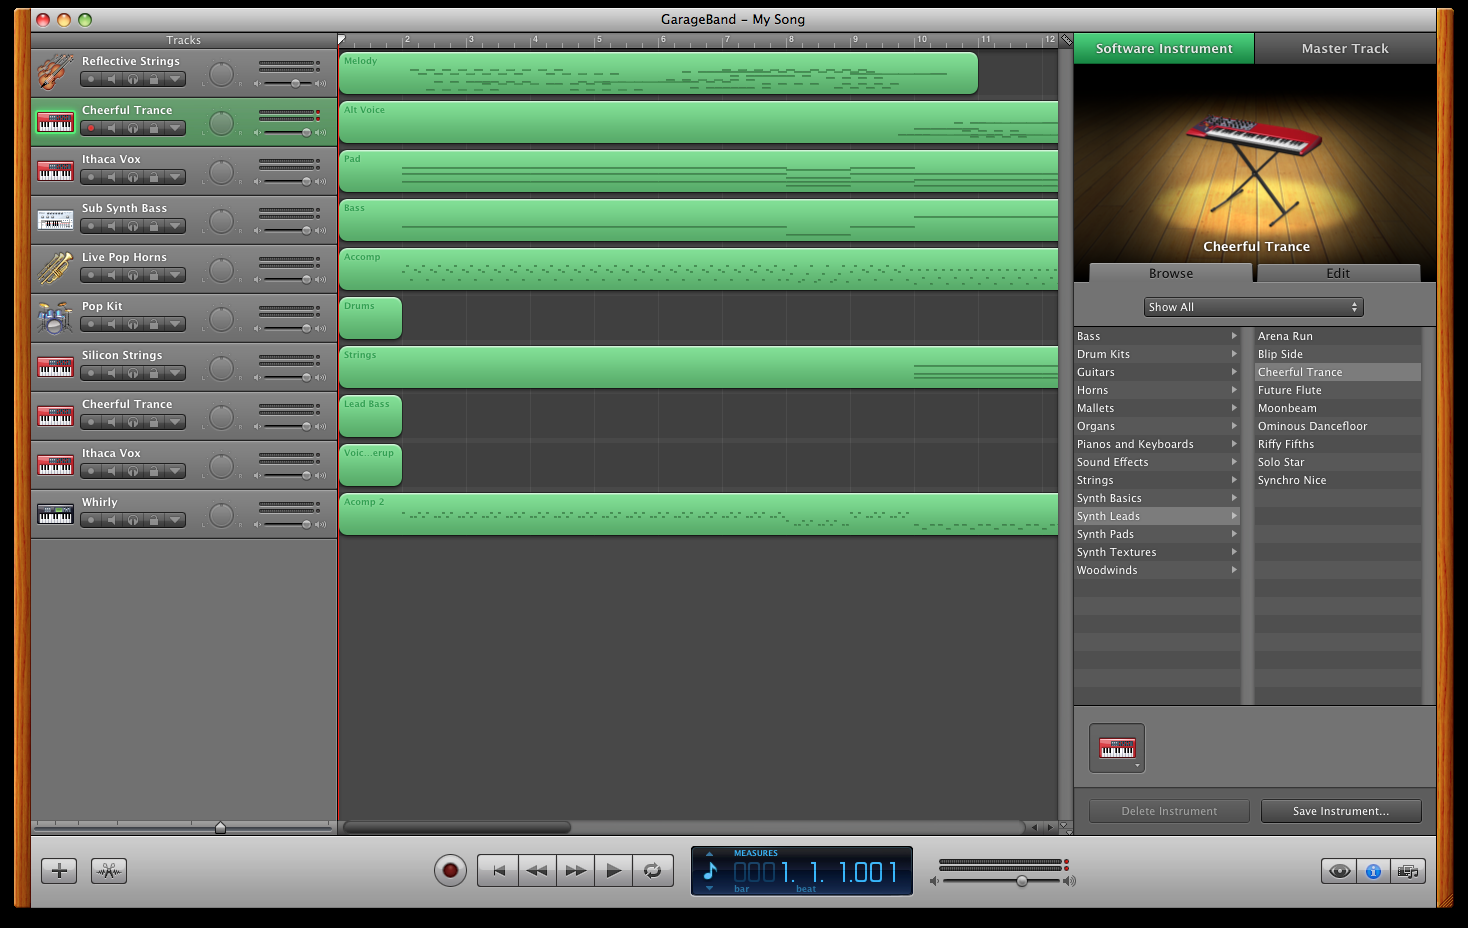 GarageBand – My Song
Tracks
2 3 4 5 6 7 8 9 10 11 12
Software Instrument
Master Track
Reflective Strings
Melody
Cheerful Trance
Alt Voice
Ithaca Vox
Pad
Sub Synth Bass
Bass
Live Pop Horns
Accomp
Pop Kit
Drums
Silicon Strings
Strings
Cheerful Trance
Lead Bass
Ithaca Vox
Voic...erup
Whirly
Acomp 2
Cheerful Trance
Browse
Edit
Show All
Bass
Drum Kits
Guitars
Horns
Mallets
Organs
Pianos and Keyboards
Sound Effects
Strings
Synth Basics
Synth Leads
Synth Pads
Synth Textures
Woodwinds
Arena Run
Blip Side
Cheerful Trance
Future Flute
Moonbeam
Ominous Dancefloor
Riffy Fifths
Solo Star
Synchro Nice
Delete Instrument
Save Instrument...
MEASURES
0001. 1. 1.001
bar beat